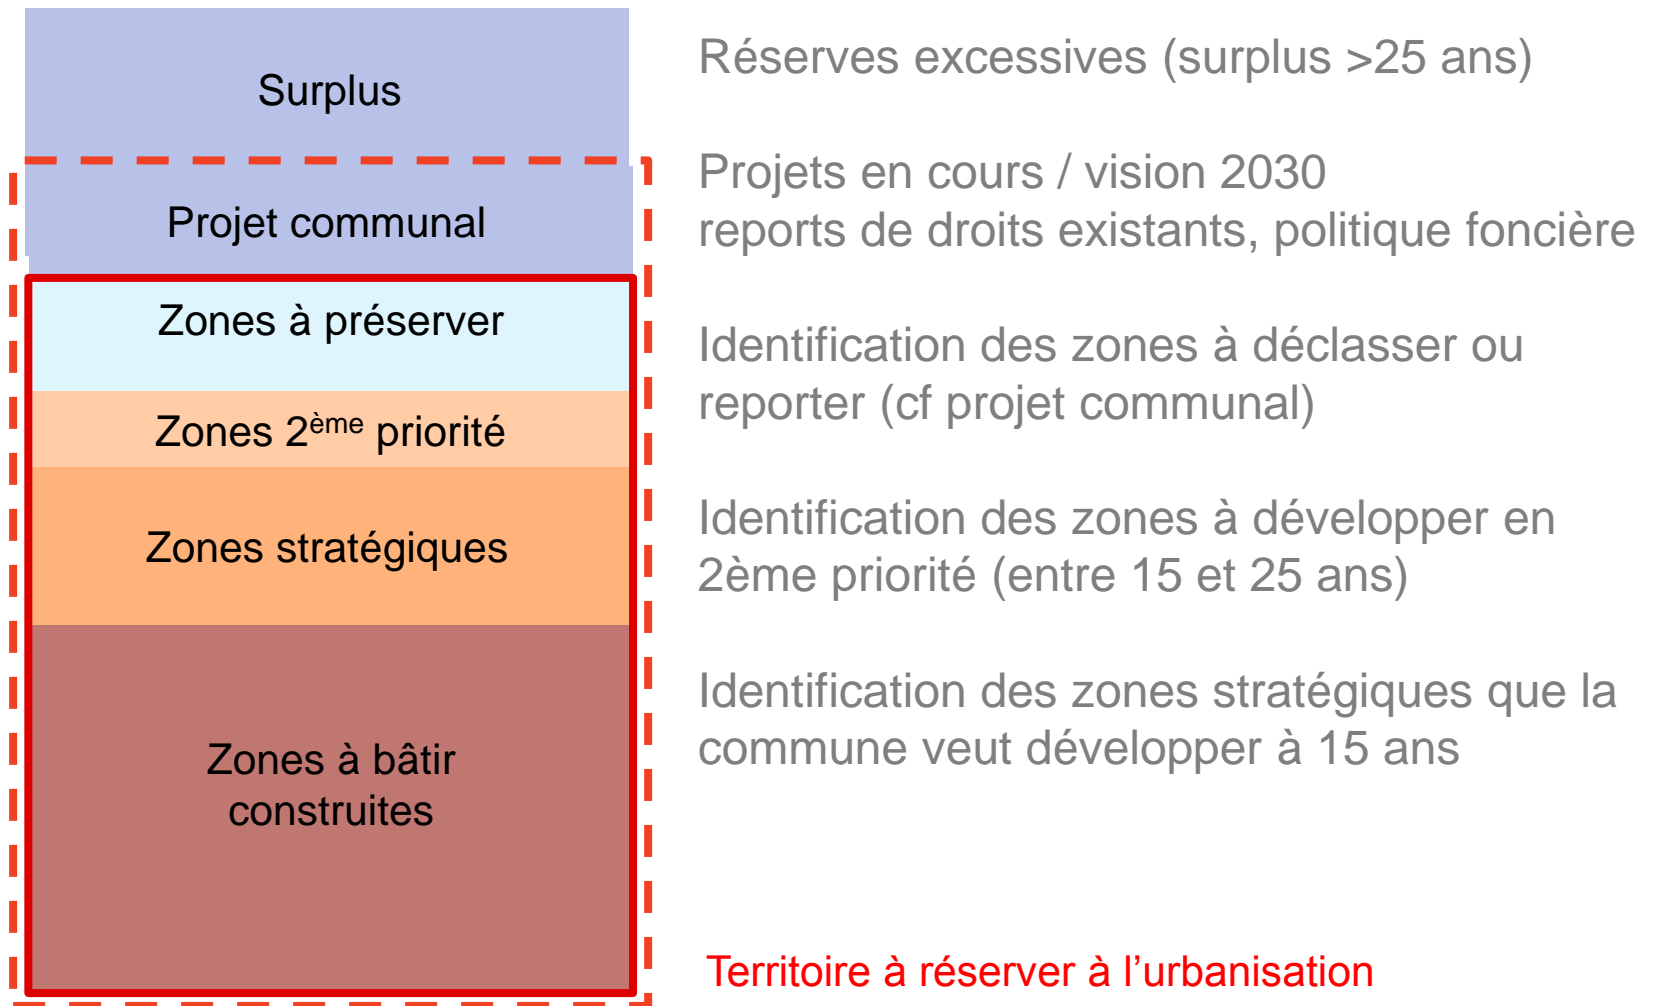 Surplus
Réserves excessives (surplus >25 ans)
Projet communal
Projets en cours / vision 2030
reports de droits existants, politique foncière
Zones à préserver
Identification des zones à déclasser ou
reporter (cf projet communal)
Zones 2ème priorité
Identification des zones à développer en
2ème priorité (entre 15 et 25 ans)
Zones stratégiques
Identification des zones stratégiques que la
commune veut développer à 15 ans
Zones à bâtir
construites
Territoire à réserver à l’urbanisation